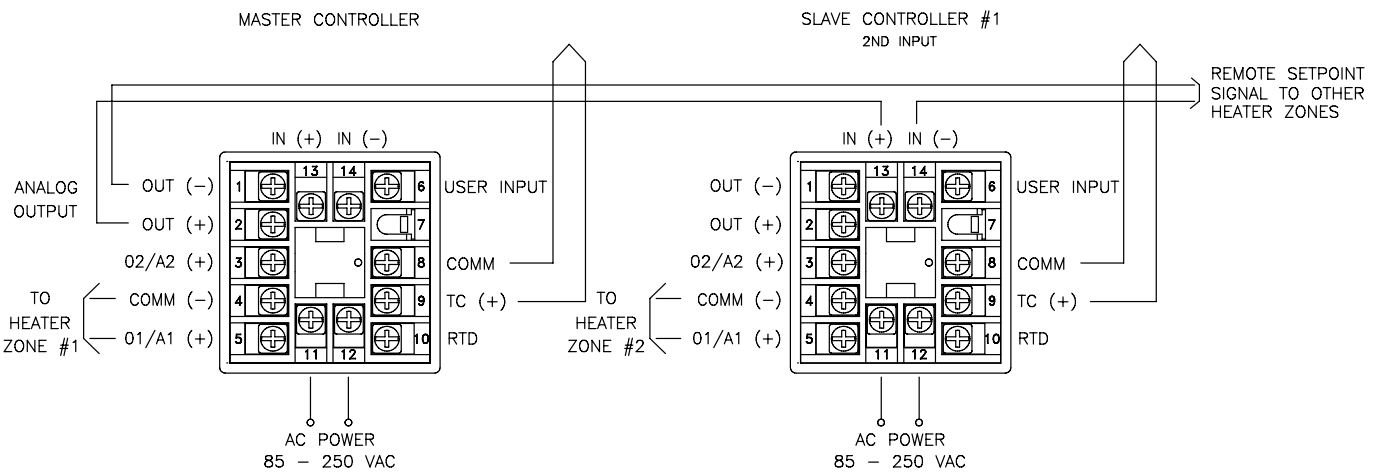 MASTER CONTROLLER
SLAVE CONTROLLER #1
2ND INPUT
REMOTE SETPOINT
SIGNAL TO OTHER
HEATER ZONES
IN (+) IN (-)
13 14
ANALOG
OUTPUT
OUT (-) 1
6 USER INPUT
OUT (+) 2
7
O2/A2 (+) 3
8 COMM
TO
HEATER
ZONE #1
COMM (-) 4
9 TC (+)
O1/A1 (+) 5
10 RTD
11 12
AC POWER
85 - 250 VAC
IN (+) IN (-)
13 14
OUT (-) 1
6 USER INPUT
OUT (+) 2
7
O2/A2 (+) 3
8 COMM
TO
HEATER
ZONE #2
COMM (-) 4
9 TC (+)
O1/A1 (+) 5
10 RTD
11 12
AC POWER
85 - 250 VAC